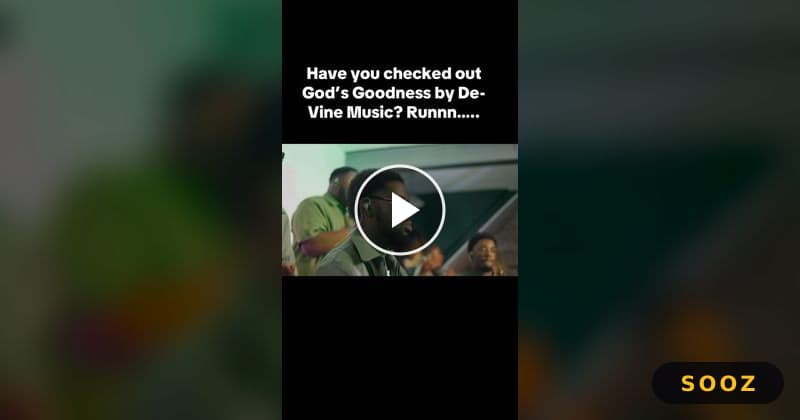 Have you checked out
God’s Goodness by De-
Vine Music? Runnn.....
SOOZ